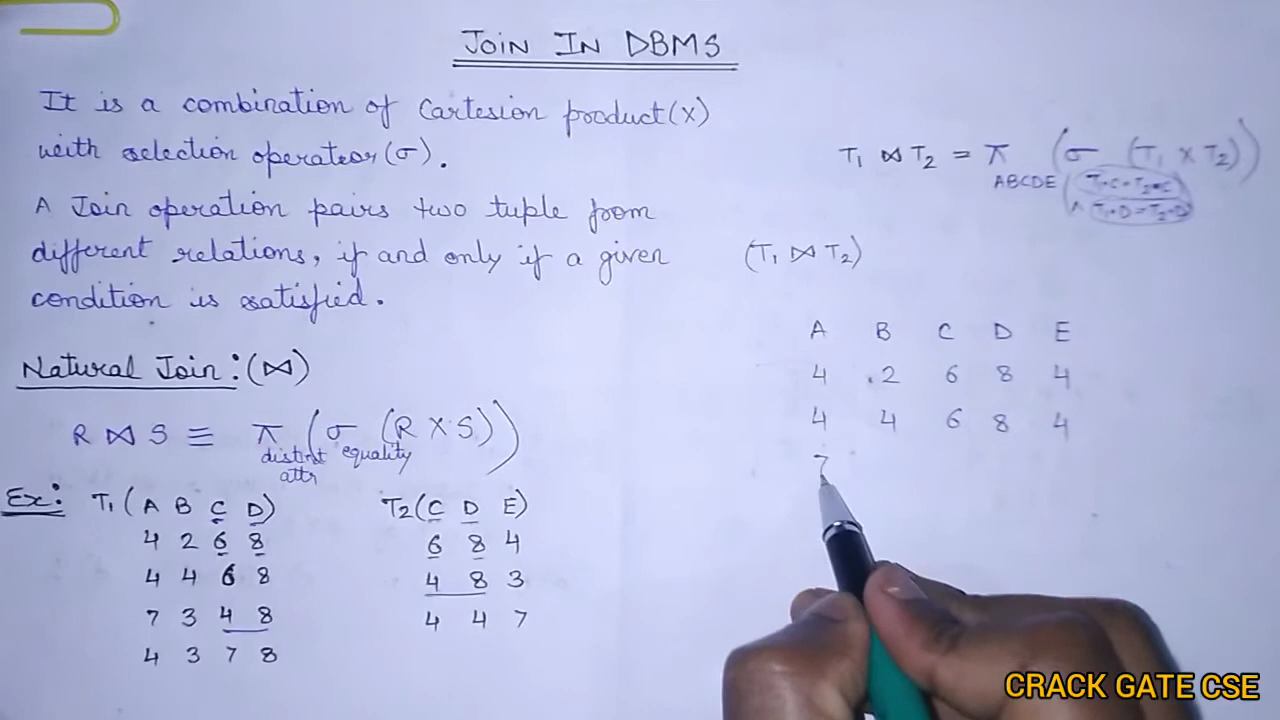 JOIN IN DBMS
It is a combination of Cartesion product(X)
with selection operator(σ).
A Join operation pairs two tuple from
different relations, if and only if a given
condition is satisfied.
Natural Join:(⋈)
R ⋈ S ≡ π (σ (R X S))
distinct equality
attr
Ex: T1(A B C D)
4 2 6 8
4 4 6 8
7 3 4 8
4 3 7 8
T2(C D E)
6 8 4
4 8 3
4 4 7
T1 ⋈ T2 = π (σ (T1 X T2))
ABCDE T1.C=T2.C
∧ T1.D=T2.D
(T1 ⋈ T2)
A B C D E
4 2 6 8 4
4 4 6 8 4
7
CRACK GATE CSE